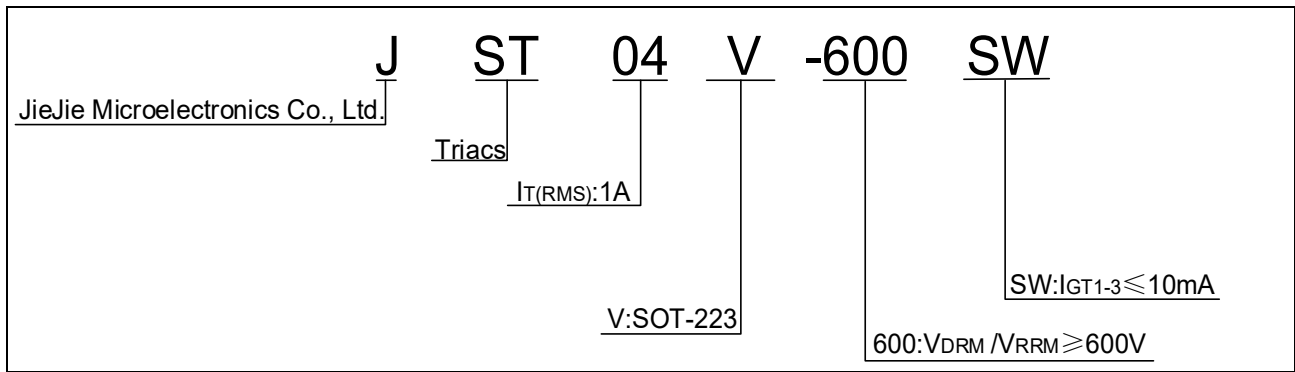 J ST 04 V -600 SW
JieJie Microelectronics Co., Ltd.
Triacs
IT(RMS):1A
SW:IGT1-3≤10mA
V:SOT-223
600:VDRM /VRRM≥600V